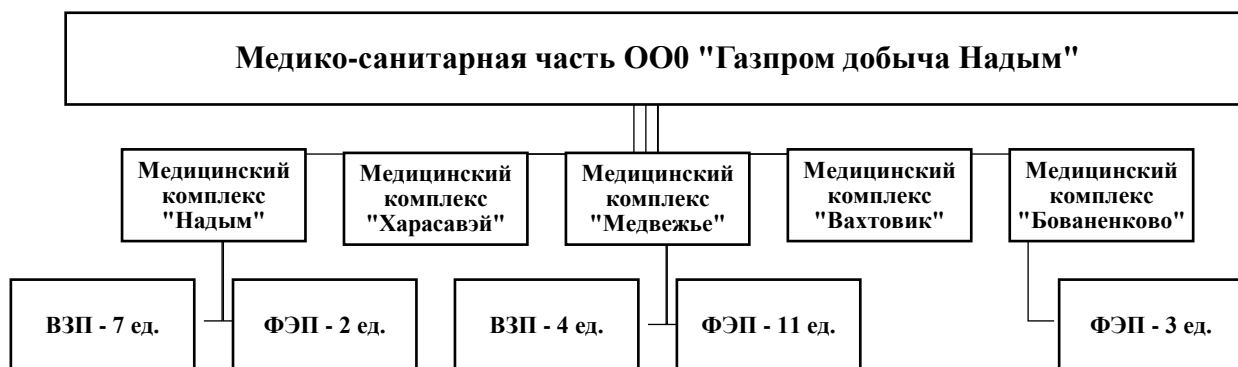 Медико-санитарная часть ОО0 "Газпром добыча Надым"
Медицинский
комплекс
"Надым"
Медицинский
комплекс
"Харасавэй"
Медицинский
комплекс
"Медвежье"
Медицинский
комплекс
"Вахтовик"
Медицинский
комплекс
"Бованенково"
ВЗП - 7 ед.
ФЭП - 2 ед.
ВЗП - 4 ед.
ФЭП - 11 ед.
ФЭП - 3 ед.